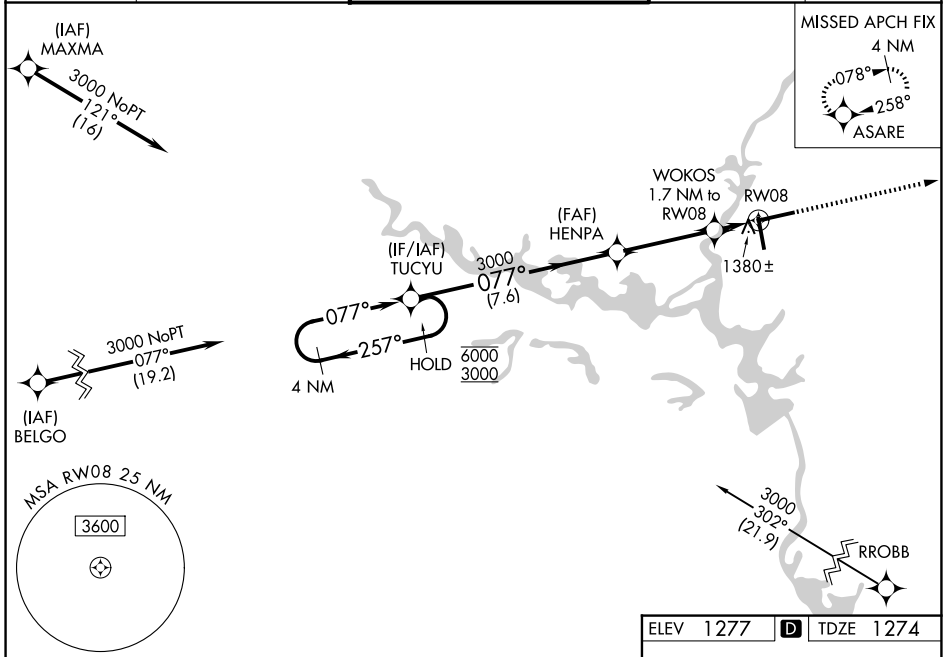 (IAF)
MAXMA
3000 NoPT
121°
(16)
MISSED APCH FIX
4 NM
078°
258°
ASARE
WOKOS
1.7 NM to
RW08
RW08
1380 ±
(FAF)
HENPA
(IF/IAF)
TUCYU
3000
077°
(7.6)
077°
257°
4 NM
HOLD
6000
3000
3000 NoPT
077°
(19.2)
(IAF)
BELGO
MSA RW08 25 NM
3600
3000
302°
(21.9)
RROBB
ELEV 1277 D TDZE 1274